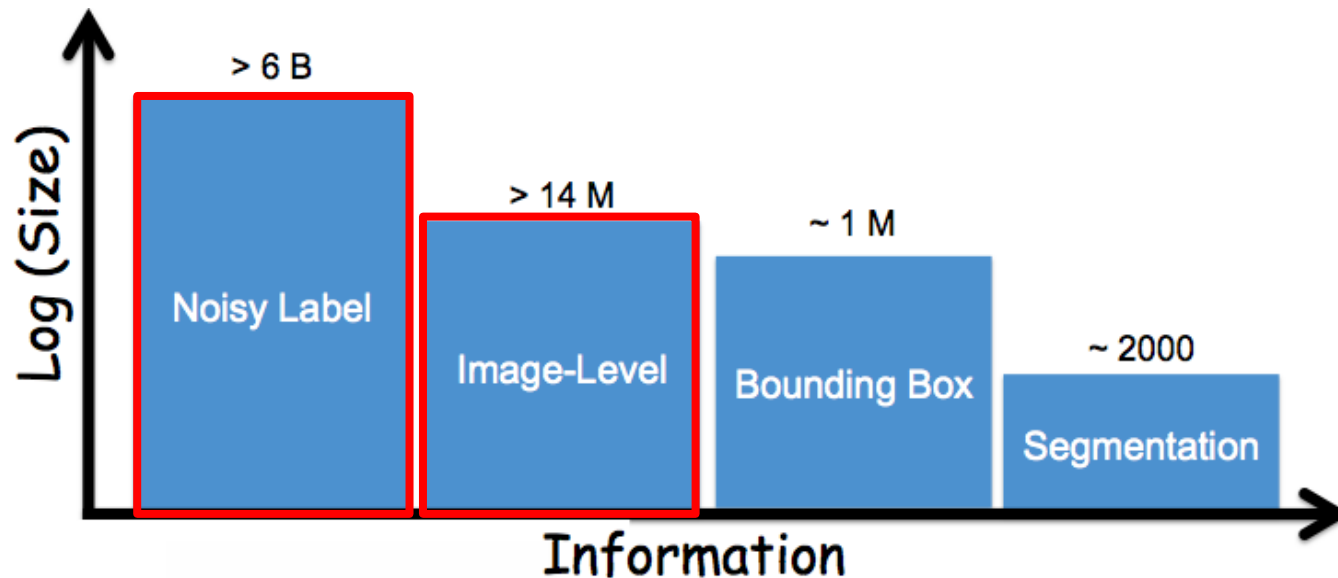 Log (Size)
> 6 B
Noisy Label
> 14 M
Image-Level
~ 1 M
Bounding Box
~ 2000
Segmentation
Information